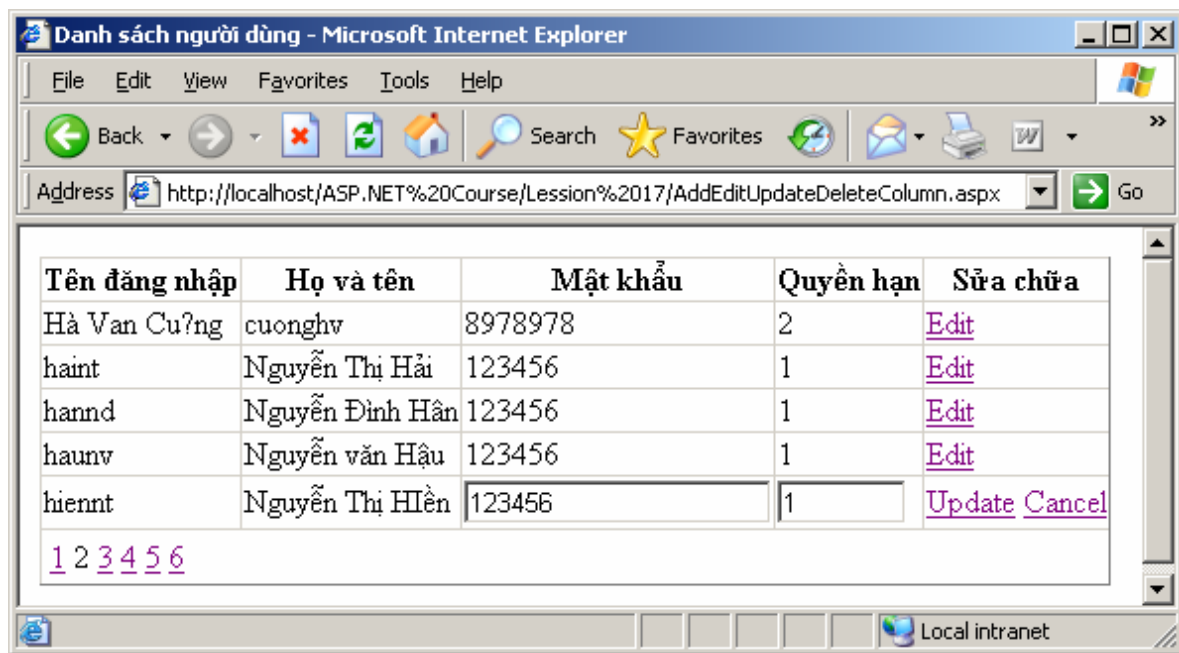 Danh sách người dùng - Microsoft Internet Explorer
File Edit View Favorites Tools Help
Back Search Favorites »
Address http://localhost/ASP.NET%20Course/Lession%2017/AddEditUpdateDeleteColumn.aspx Go
Tên đăng nhập Họ và tên Mật khẩu Quyền hạn Sửa chữa
Hà Van Cu?ng cuonghv 8978978 2 Edit
haint Nguyễn Thị Hải 123456 1 Edit
hannd Nguyễn Đình Hân 123456 1 Edit
haunv Nguyễn văn Hậu 123456 1 Edit
hiennt Nguyễn Thị HIền 123456 1 Update Cancel
1 2 3 4 5 6
Local intranet